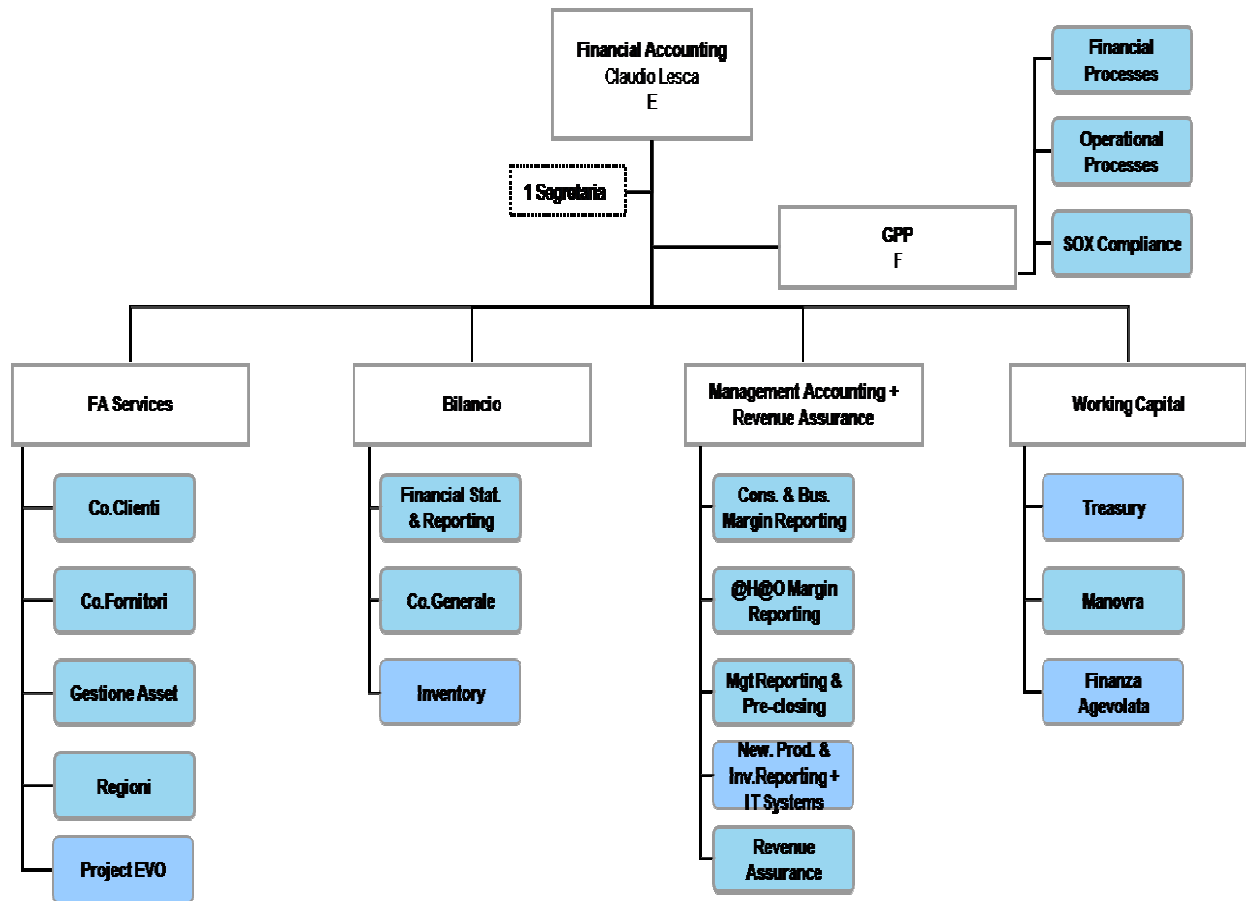 Financial Accounting
Claudio Lesca
E
Financial
Processes
Operational
Processes
1 Segretaria
GPP
F
SOX Compliance
FA Services
Bilancio
Management Accounting +
Revenue Assurance
Working Capital
Co.Clienti
Co.Fornitori
Gestione Asset
Regioni
Project EVO
Financial Stat.
& Reporting
Co.Generale
Inventory
Cons. & Bus.
Margin Reporting
@H@O Margin
Reporting
Mgt Reporting &
Pre-closing
New. Prod. &
Inv.Reporting +
IT Systems
Revenue
Assurance
Treasury
Manovra
Finanza
Agevolata